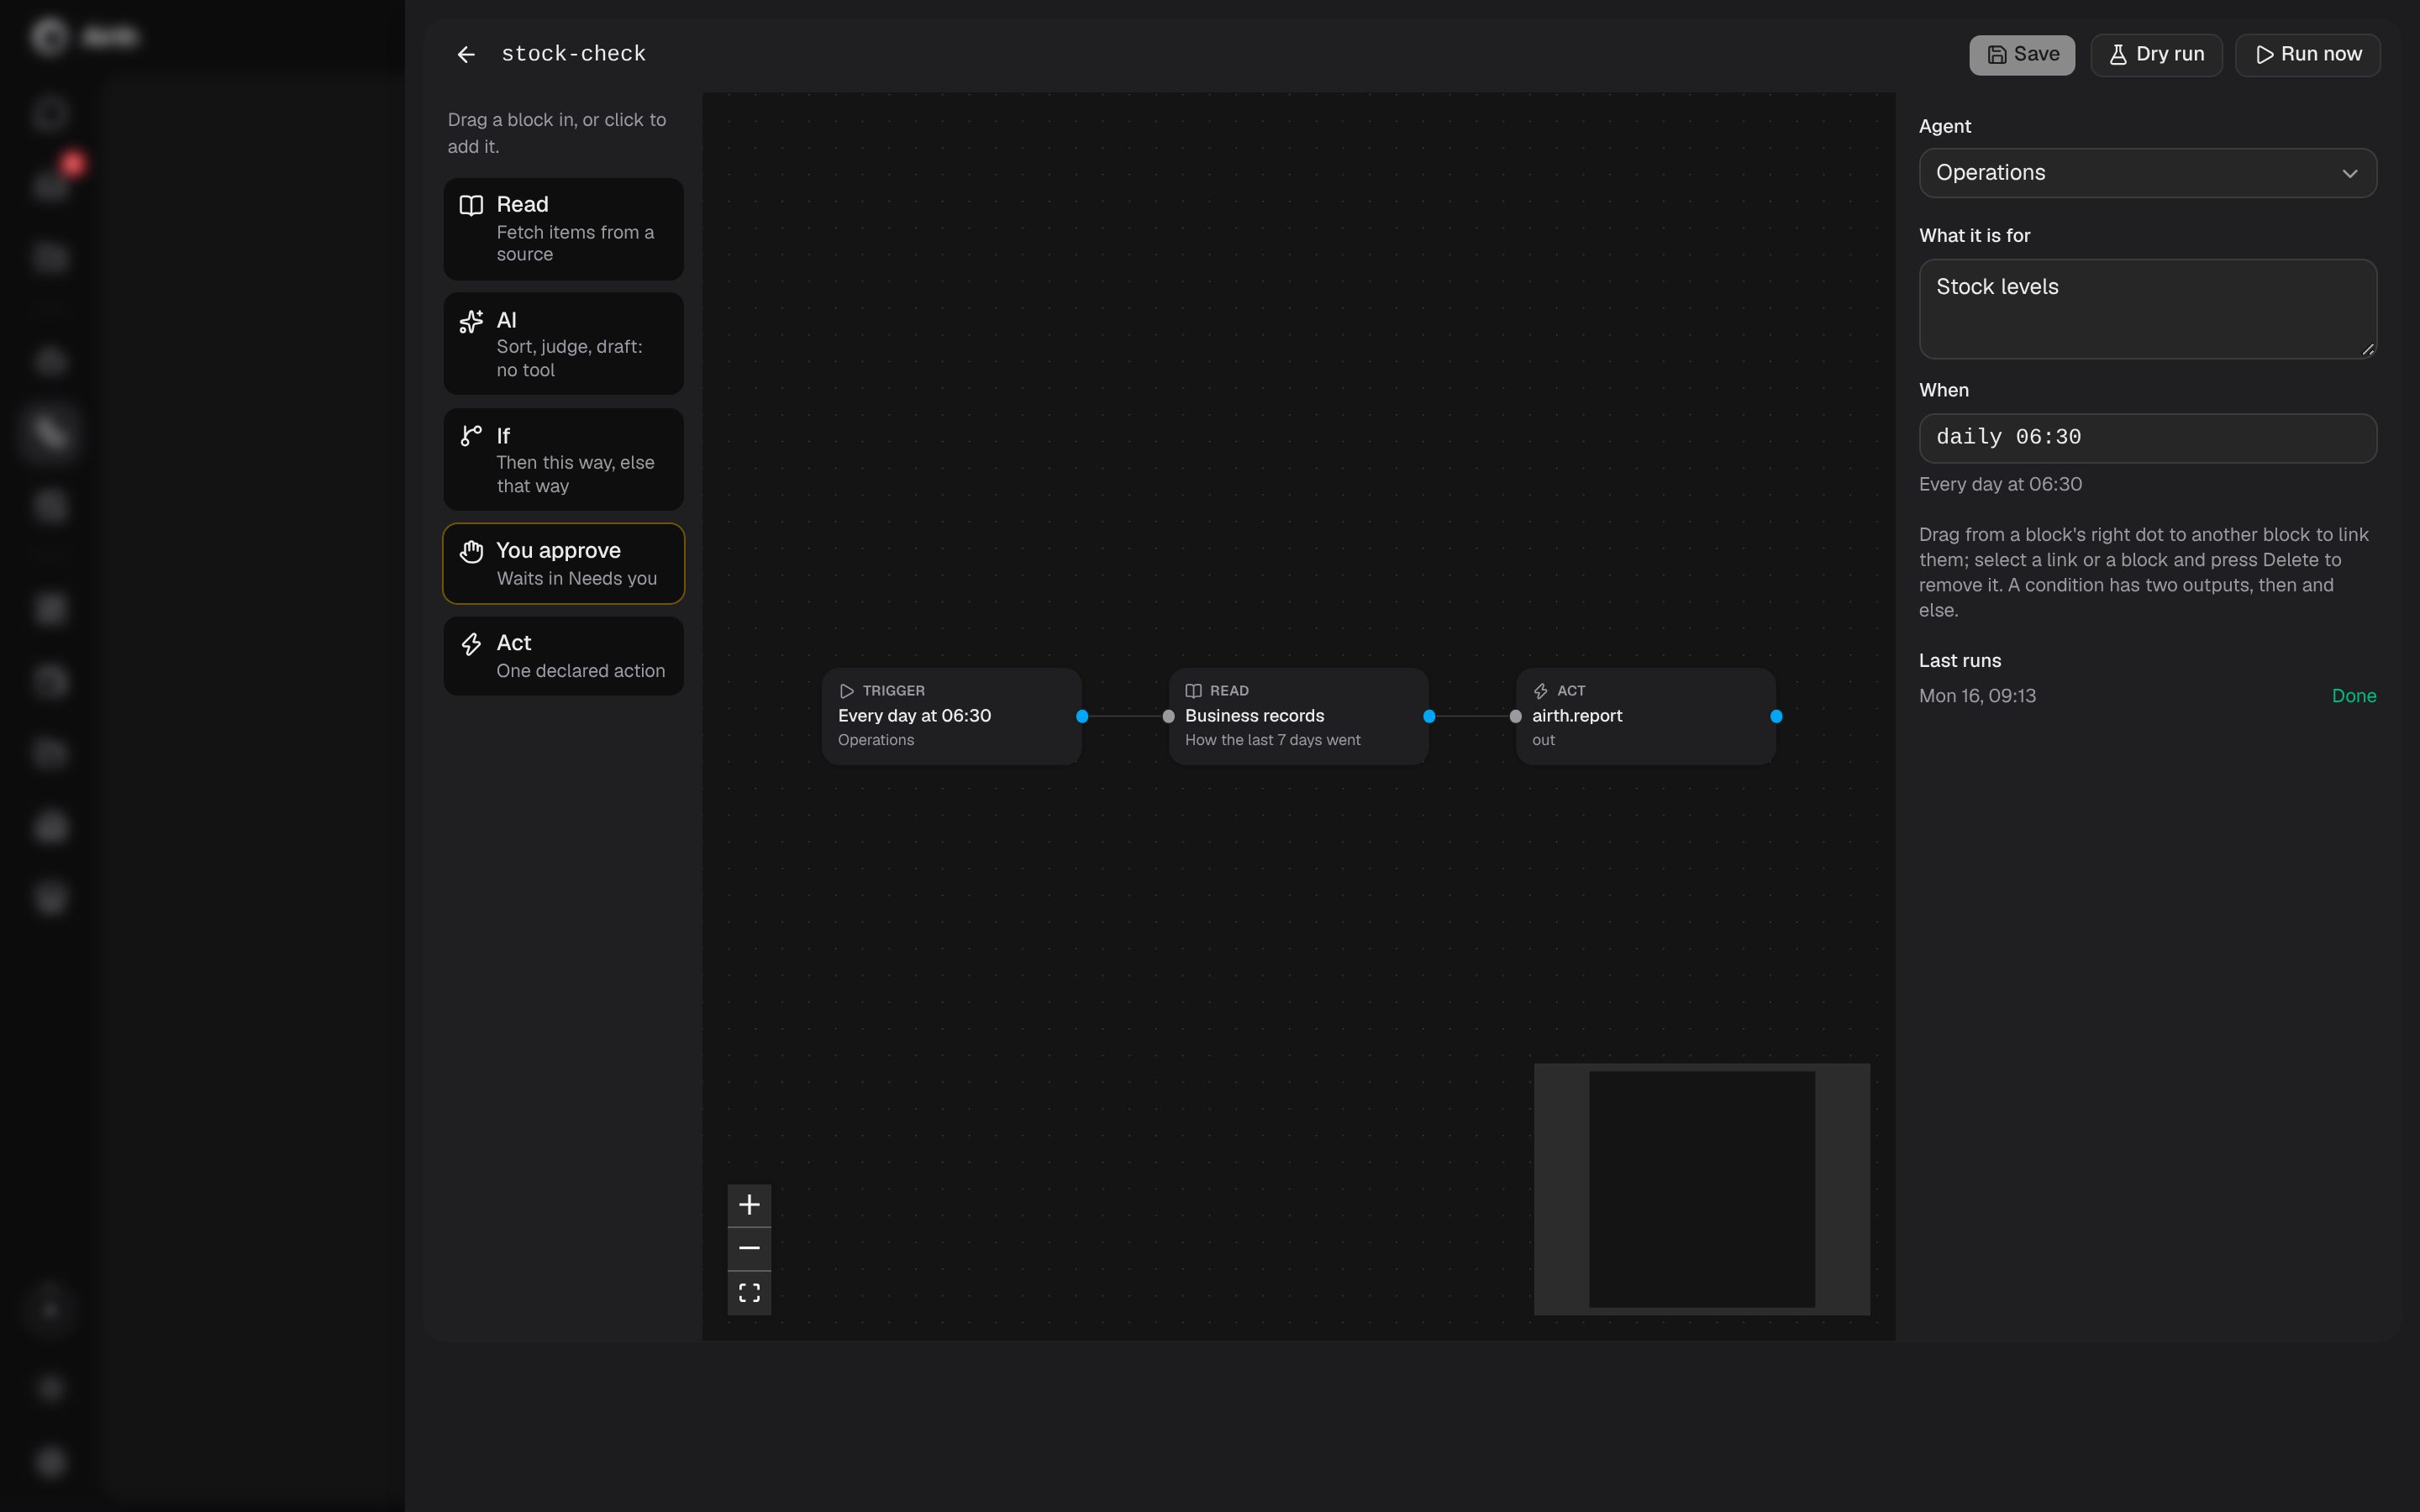 stock-check
Save
Dry run
Run now
Drag a block in, or click to
add it.
Read
Fetch items from a
source
AI
Sort, judge, draft:
no tool
If
Then this way, else
that way
You approve
Waits in Needs you
Act
One declared action
TRIGGER
Every day at 06:30
Operations
READ
Business records
How the last 7 days went
ACT
airth.report
out
Agent
Operations
What it is for
Stock levels
When
daily 06:30
Every day at 06:30
Drag from a block's right dot to another block to link
them; select a link or a block and press Delete to
remove it. A condition has two outputs, then and
else.
Last runs
Mon 16, 09:13
Done